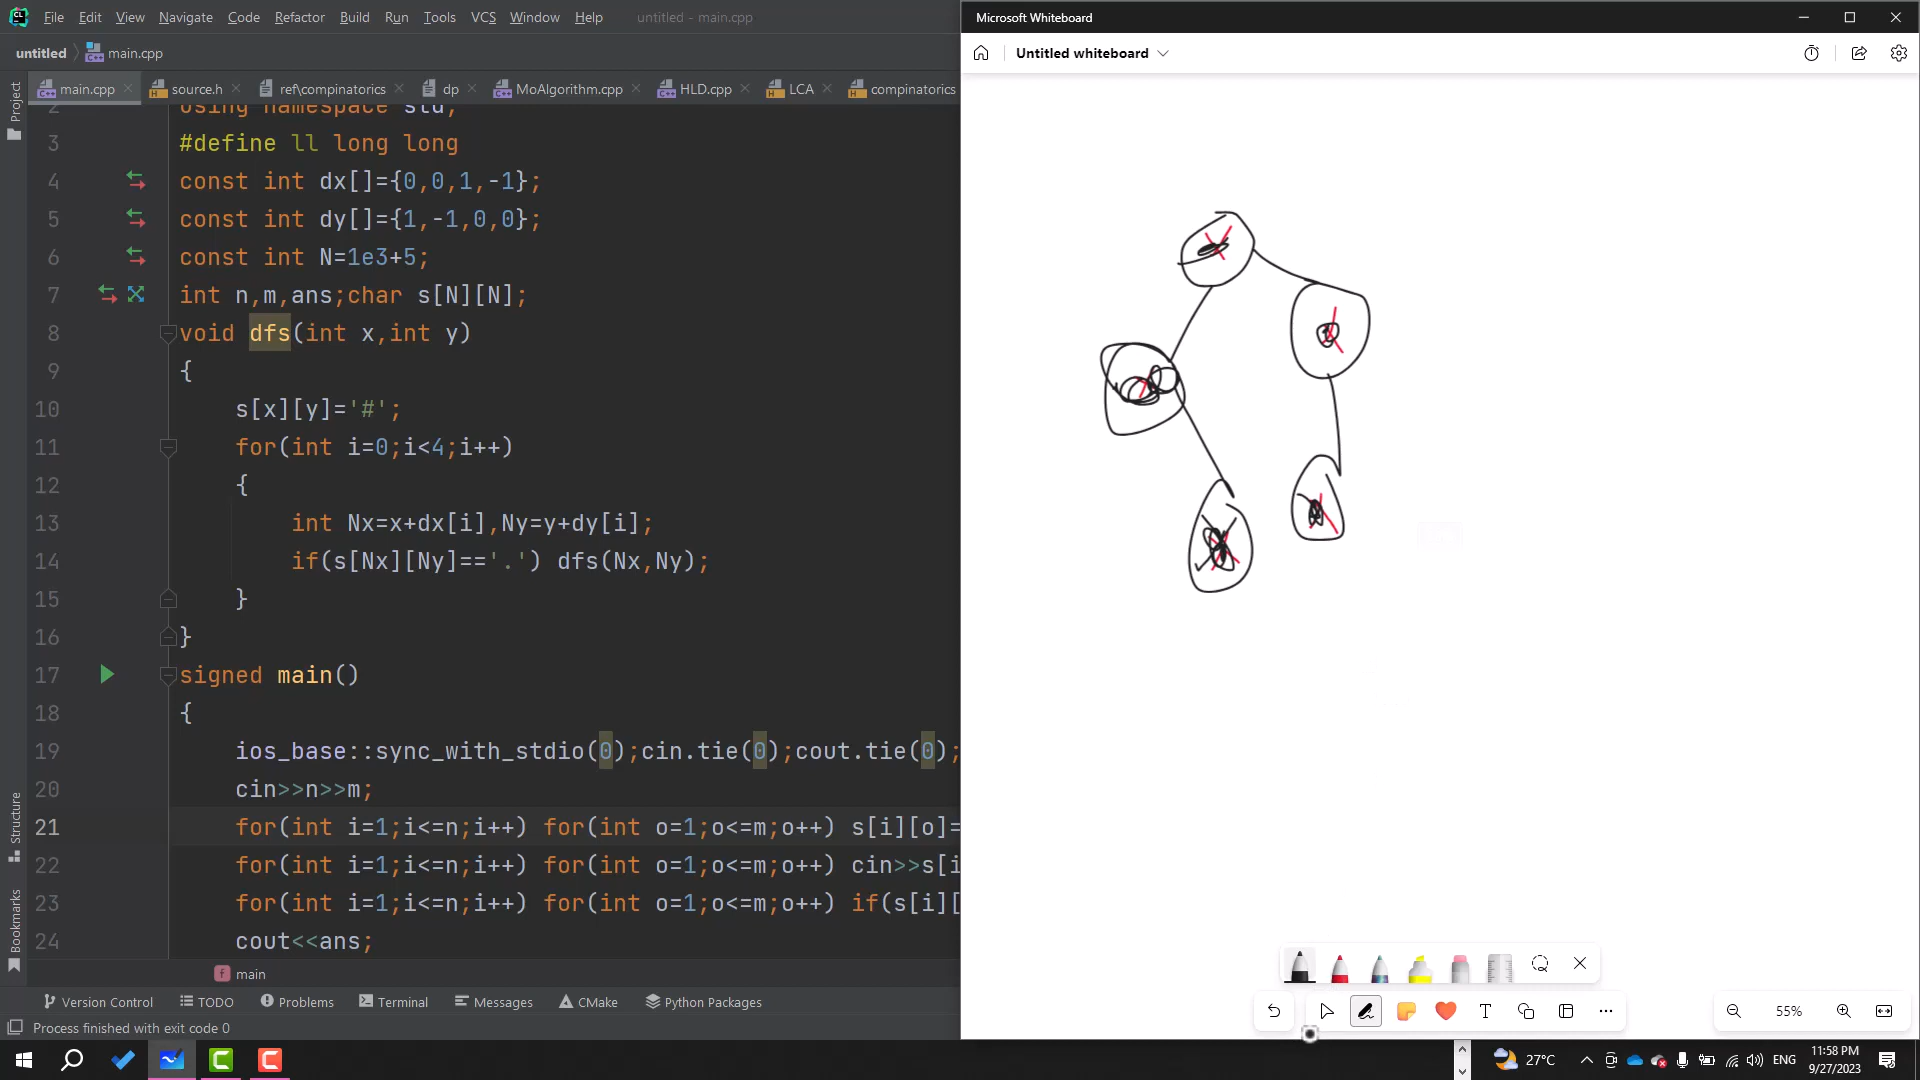 File Edit View Navigate Code Refactor Build Run Tools VCS Window Help untitled - main.cpp
untitled main.cpp
main.cpp source.h ref\compinatorics dp MoAlgorithm.cpp HLD.cpp LCA compinatorics
Project
2 using namespace std;
3 #define ll long long
4 const int dx[]={0,0,1,-1};
5 const int dy[]={1,-1,0,0};
6 const int N=1e3+5;
7 int n,m,ans;char s[N][N];
8 void dfs(int x,int y)
9 {
10 s[x][y]='#';
11 for(int i=0;i<4;i++)
12 {
13 int Nx=x+dx[i],Ny=y+dy[i];
14 if(s[Nx][Ny]=='.') dfs(Nx,Ny);
15 }
16 }
17 signed main()
18 {
19 ios_base::sync_with_stdio(0);cin.tie(0);cout.tie(0);
20 cin>>n>>m;
21 for(int i=1;i<=n;i++) for(int o=1;o<=m;o++) s[i][o]=
22 for(int i=1;i<=n;i++) for(int o=1;o<=m;o++) cin>>s[i
23 for(int i=1;i<=n;i++) for(int o=1;o<=m;o++) if(s[i][
24 cout<<ans;
Structure
Bookmarks
f main
Version Control TODO Problems Terminal Messages CMake Python Packages
Process finished with exit code 0
Microsoft Whiteboard
Untitled whiteboard
55%
27°C ENG 11:58 PM
9/27/2023